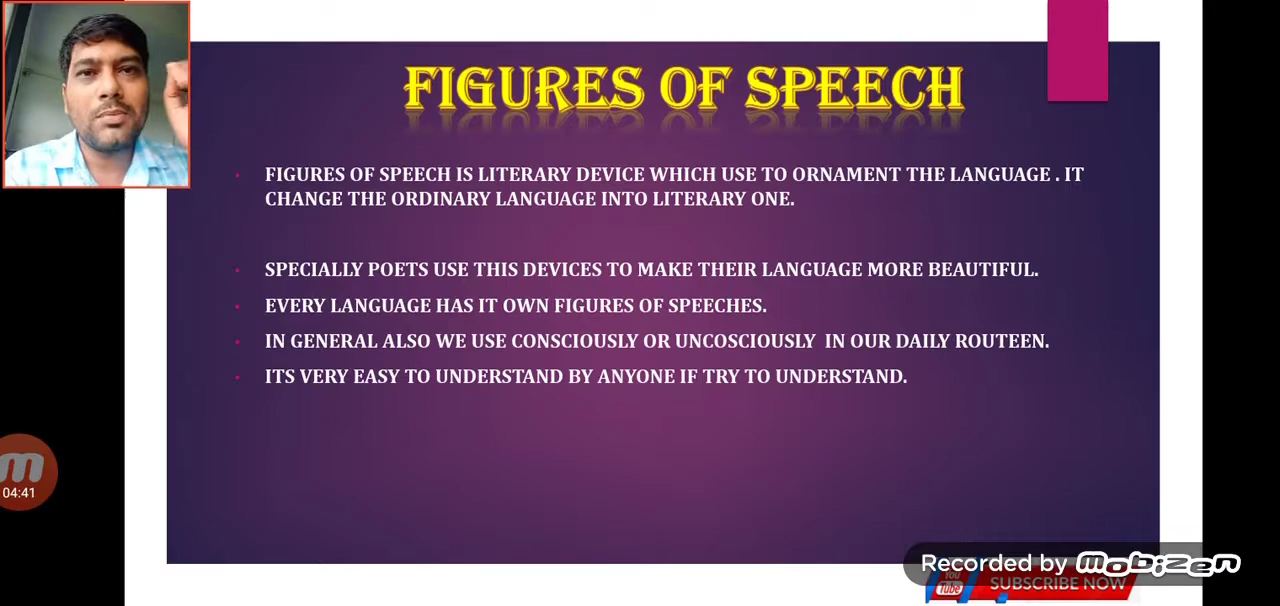 FIGURES OF SPEECH
FIGURES OF SPEECH IS LITERARY DEVICE WHICH USE TO ORNAMENT THE LANGUAGE . IT
CHANGE THE ORDINARY LANGUAGE INTO LITERARY ONE.
SPECIALLY POETS USE THIS DEVICES TO MAKE THEIR LANGUAGE MORE BEAUTIFUL.
EVERY LANGUAGE HAS IT OWN FIGURES OF SPEECHES.
IN GENERAL ALSO WE USE CONSCIOUSLY OR UNCOSCIOUSLY IN OUR DAILY ROUTEEN.
ITS VERY EASY TO UNDERSTAND BY ANYONE IF TRY TO UNDERSTAND.
m
04:41
Recorded by mobizen
You Tube SUBSCRIBE NOW